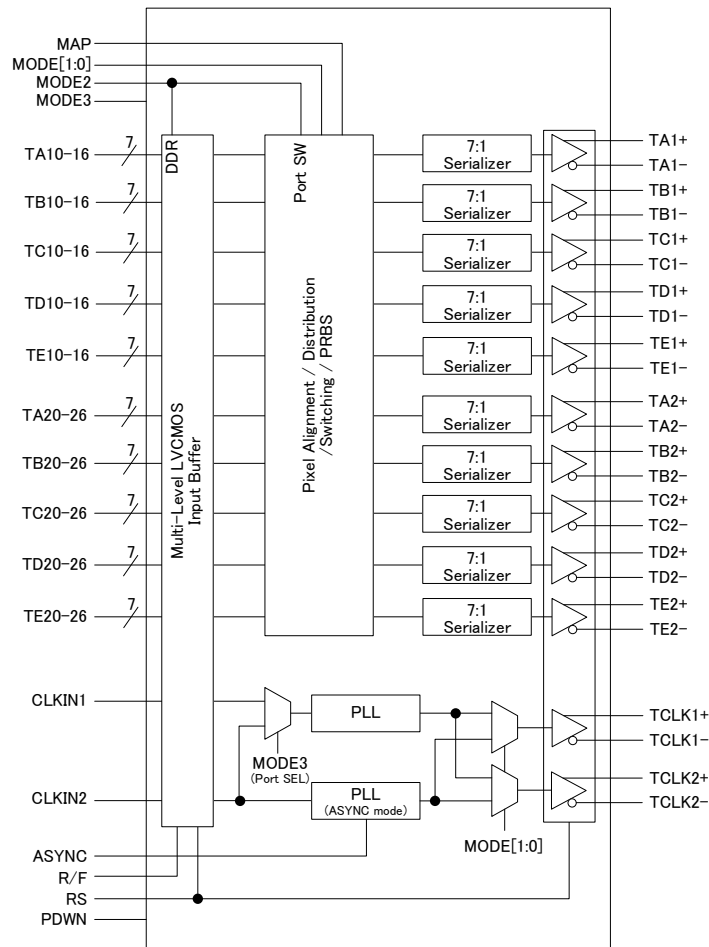 MAP
MODE[1:0]
MODE2
MODE3
DDR
Port SW
TA10-16
7
7:1
Serializer
TA1+
TA1-
TB10-16
7
7:1
Serializer
TB1+
TB1-
TC10-16
7
7:1
Serializer
TC1+
TC1-
TD10-16
7
7:1
Serializer
TD1+
TD1-
TE10-16
7
7:1
Serializer
TE1+
TE1-
TA20-26
7
7:1
Serializer
TA2+
TA2-
TB20-26
7
7:1
Serializer
TB2+
TB2-
TC20-26
7
7:1
Serializer
TC2+
TC2-
TD20-26
7
7:1
Serializer
TD2+
TD2-
TE20-26
7
7:1
Serializer
TE2+
TE2-
Multi-Level LVCMOS
Input Buffer
Pixel Alignment / Distribution
/Switching / PRBS
CLKIN1
PLL
TCLK1+
TCLK1-
MODE3
(Port SEL)
CLKIN2
PLL
(ASYNC mode)
TCLK2+
TCLK2-
MODE[1:0]
ASYNC
R/F
RS
PDWN